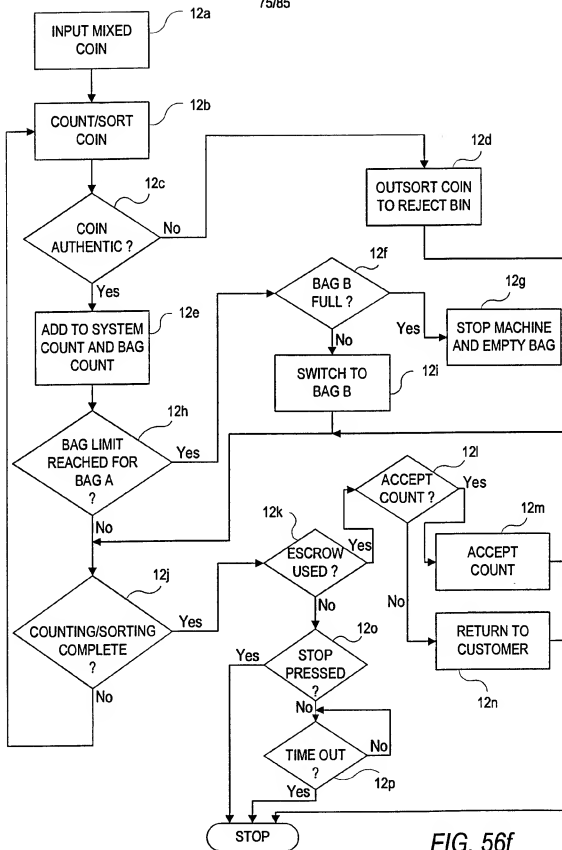 75/85
12a
INPUT MIXED
COIN
12b
COUNT/SORT
COIN
12c
COIN
AUTHENTIC ?
No
Yes
12d
OUTSORT COIN
TO REJECT BIN
12e
ADD TO SYSTEM
COUNT AND BAG
COUNT
12f
BAG B
FULL ?
Yes
No
12g
STOP MACHINE
AND EMPTY BAG
12i
SWITCH TO
BAG B
12h
BAG LIMIT
REACHED FOR
BAG A
?
Yes
No
12j
COUNTING/SORTING
COMPLETE
?
Yes
No
12k
ESCROW
USED ?
Yes
No
12l
ACCEPT
COUNT ?
Yes
No
12m
ACCEPT
COUNT
RETURN TO
CUSTOMER
12n
12o
STOP
PRESSED
?
Yes
No
TIME OUT
?
No
Yes
12p
STOP
FIG. 56f